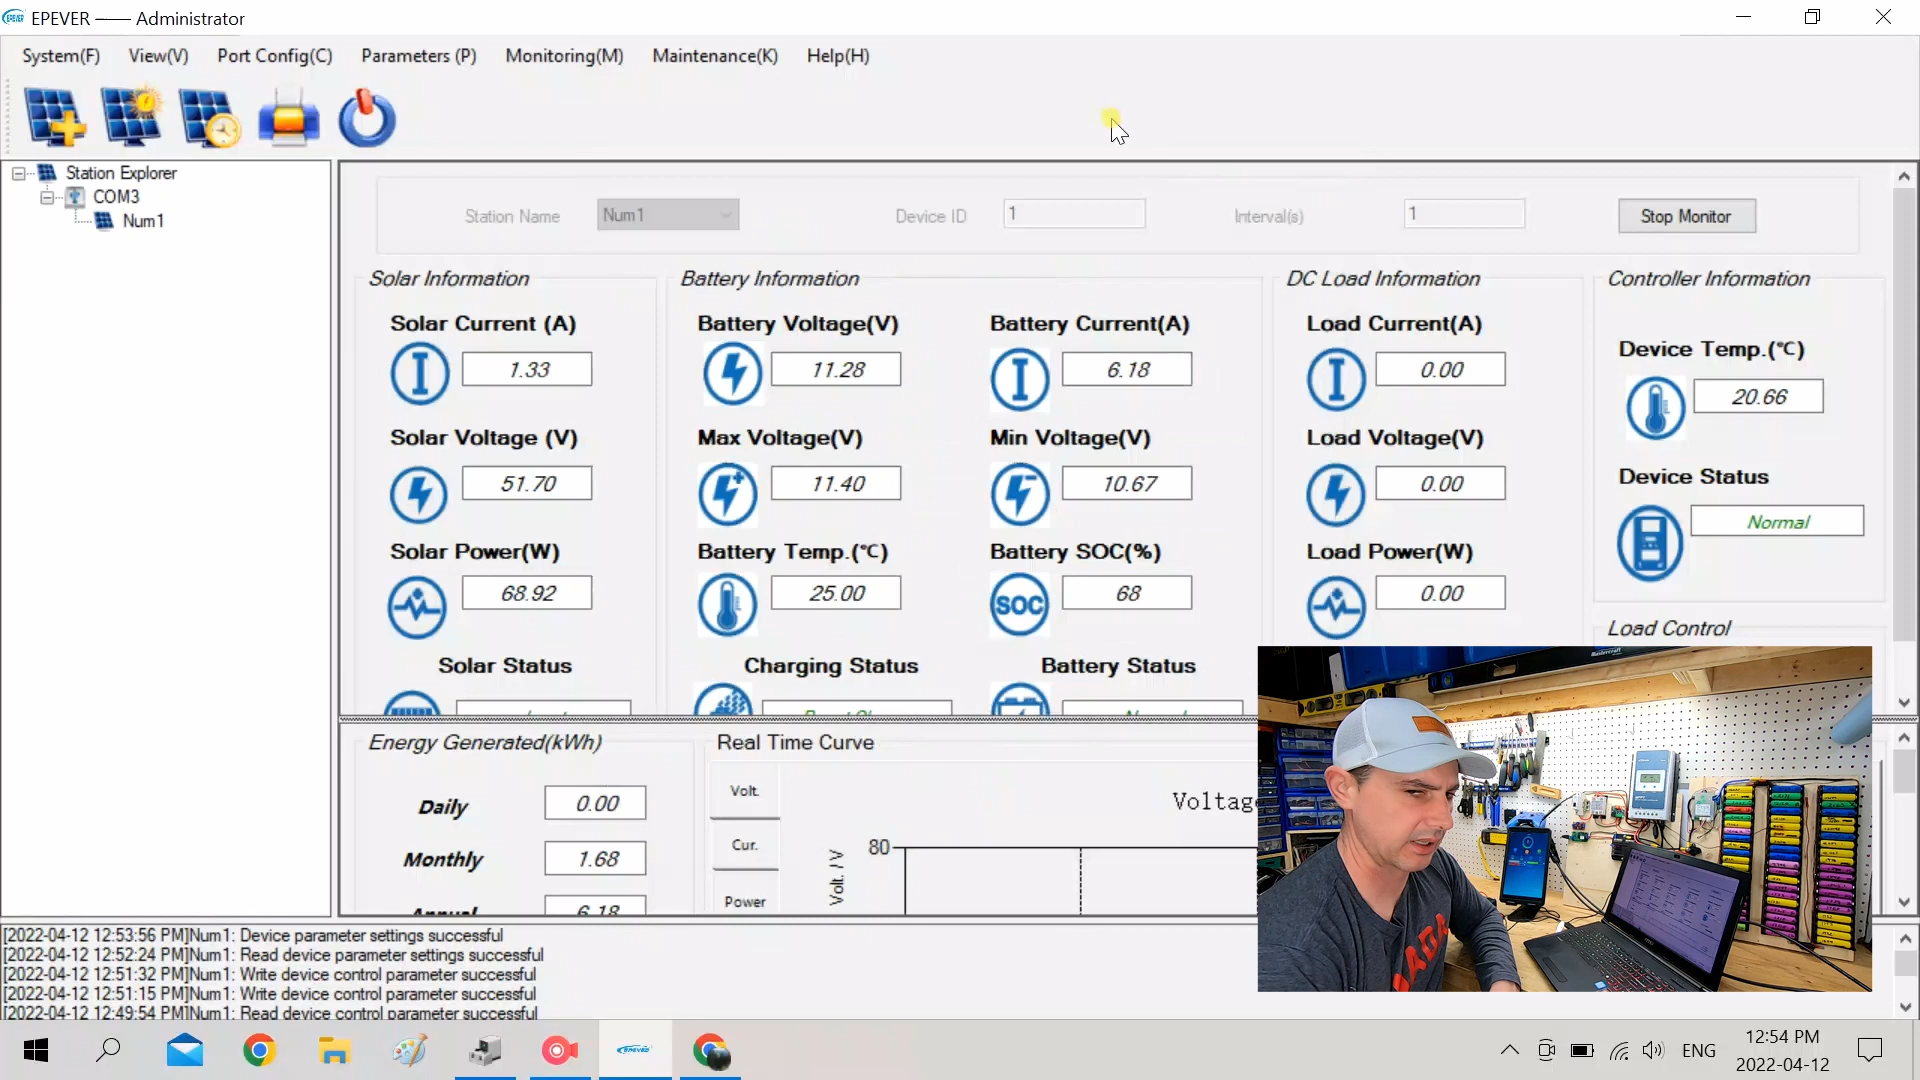 EPEVER —— Administrator
System(F) View(V) Port Config(C) Parameters (P) Monitoring(M) Maintenance(K) Help(H)
Station Explorer
COM3
Num1
Station Name Num1 Device ID 1 Interval(s) 1 Stop Monitor
Solar Information Battery Information DC Load Information Controller Information
Solar Current (A) Battery Voltage(V) Battery Current(A) Load Current(A)
Device Temp.(℃)
1.33 11.28 6.18 0.00
20.66
Solar Voltage (V) Max Voltage(V) Min Voltage(V) Load Voltage(V)
Device Status
51.70 11.40 10.67 0.00
Normal
Solar Power(W) Battery Temp.(℃) Battery SOC(%) Load Power(W)
68.92 25.00 SOC 68 0.00
Load Control
Solar Status Charging Status Battery Status
Energy Generated(kWh) Real Time Curve
Daily 0.00
Volt.
Voltage
Monthly 1.68
Cur.
80
Volt. / V
Power
Annual 6.18
[2022-04-12 12:53:56 PM]Num1: Device parameter settings successful
[2022-04-12 12:52:24 PM]Num1: Read device parameter settings successful
[2022-04-12 12:51:32 PM]Num1: Write device control parameter successful
[2022-04-12 12:51:15 PM]Num1: Write device control parameter successful
[2022-04-12 12:49:54 PM]Num1: Read device control parameter successful
EPEVER
ENG
12:54 PM
2022-04-12